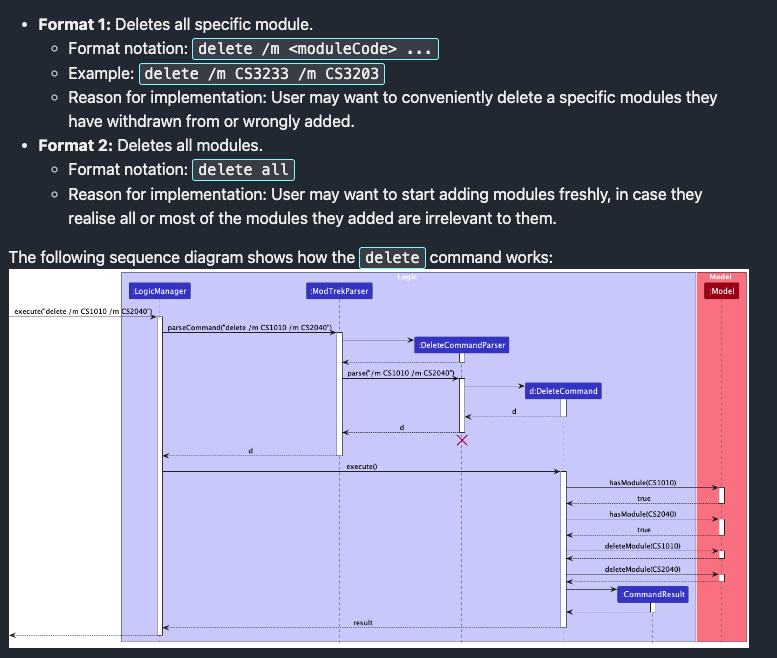 Format 1: Deletes all specific module.
Format notation: delete /m <moduleCode> ...
Example: delete /m CS3233 /m CS3203
Reason for implementation: User may want to conveniently delete a specific modules they
have withdrawn from or wrongly added.
Format 2: Deletes all modules.
Format notation: delete all
Reason for implementation: User may want to start adding modules freshly, in case they
realise all or most of the modules they added are irrelevant to them.
The following sequence diagram shows how the delete command works:
Logic
Model
:LogicManager
:ModTrekParser
:Model
execute("delete /m CS1010 /m CS2040")
parseCommand("delete /m CS1010 /m CS2040")
:DeleteCommandParser
parse("/m CS1010 /m CS2040")
d:DeleteCommand
d
d
d
execute()
hasModule(CS1010)
true
hasModule(CS2040)
true
deleteModule(CS1010)
deleteModule(CS2040)
:CommandResult
result